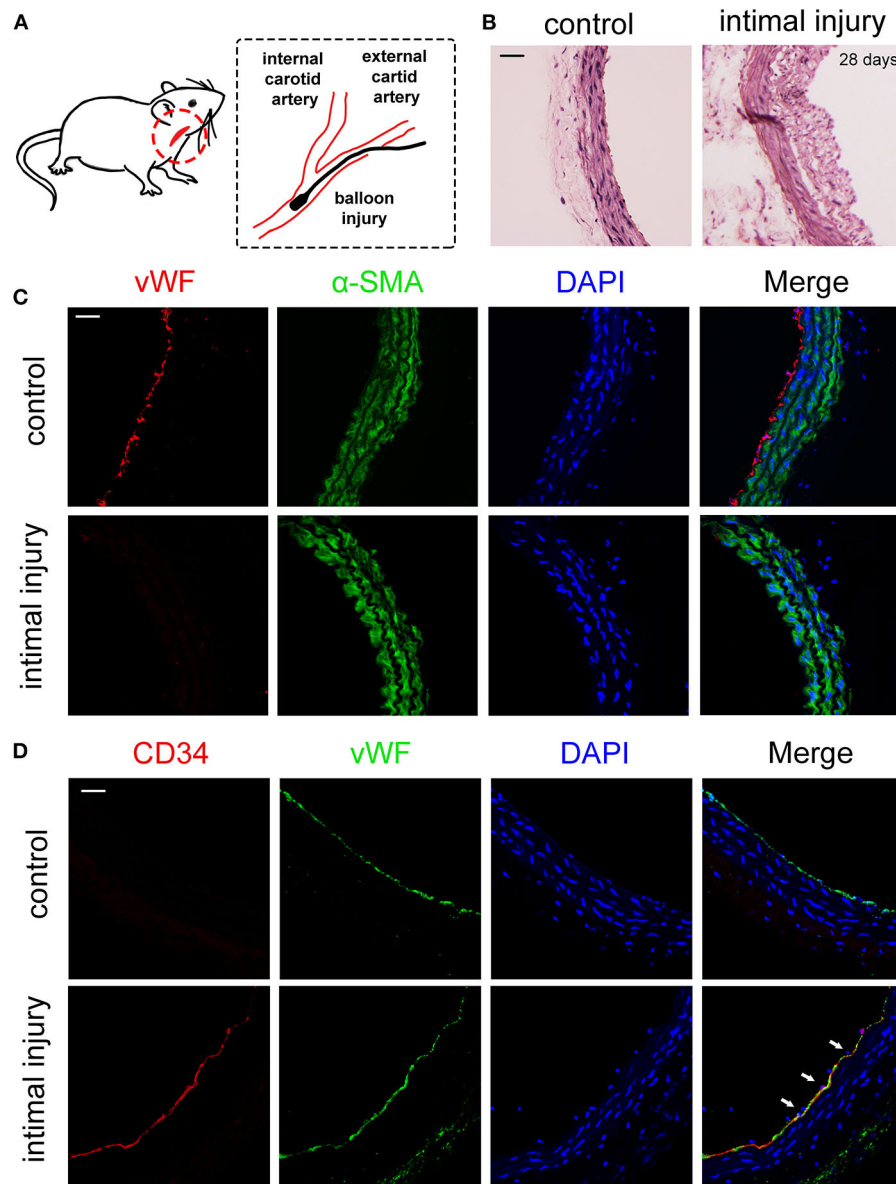 A
internal
carotid
artery
external
cartid
artery
balloon
injury
B
control
intimal injury
28 days
C
vWF
α-SMA
DAPI
Merge
control
intimal injury
D
CD34
vWF
DAPI
Merge
control
intimal injury